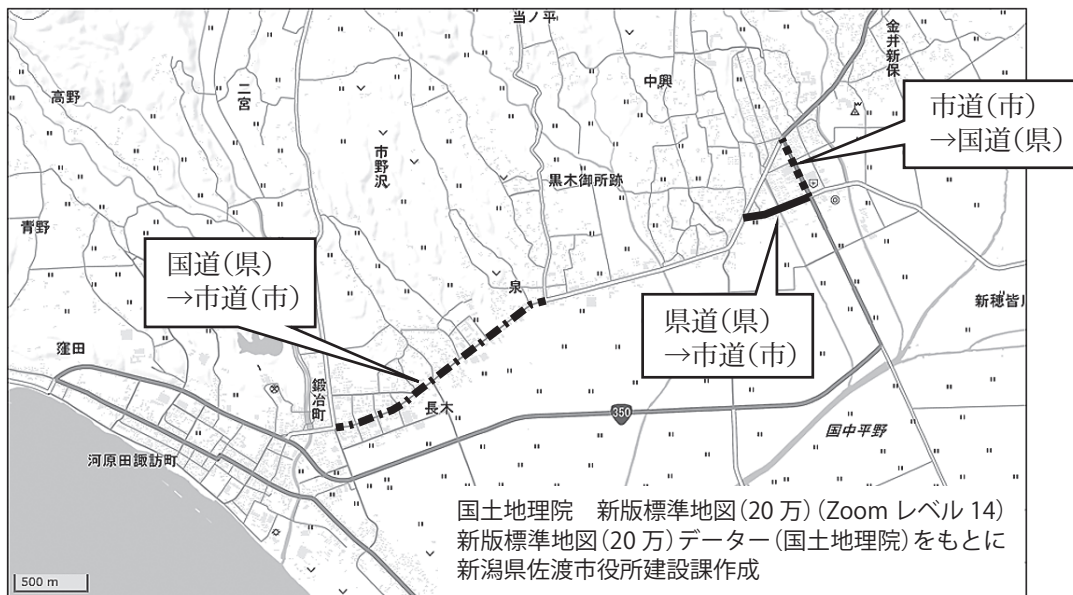 当ノ平
金井新保
中興
二宮
高野
市野沢
市道(市)
→国道(県)
黒木御所跡
青野
国道(県)
→市道(市)
泉
県道(県)
→市道(市)
新穂皆川
窪田
鍛冶町
長木
350
国中平野
河原田諏訪町
国土地理院 新版標準地図(20万)(Zoom レベル 14)
新版標準地図(20万)データー(国土地理院)をもとに
新潟県佐渡市役所建設課作成
500 m